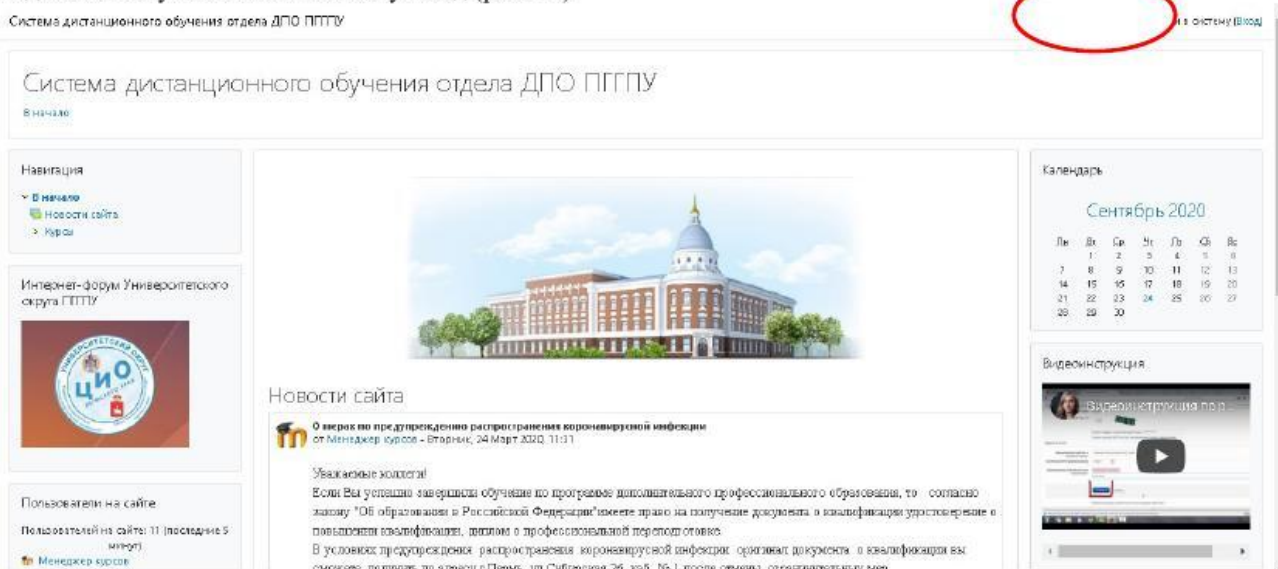 Система дистанционного обучения отдела ДПО ПГГПУ
в систему (Вход)
Система дистанционного обучения отдела ДПО ПГГПУ
В начало
Навигация
В начало
Новости сайта
Курсы
Интернет-форум Университетского
округа ПГГПУ
УНИВЕРСИТЕТСКИЙ ОКРУГ
ЦИО
Пользователи на сайте
Пользователей на сайте: 11 (последние 5
минут)
Менеджер курсов
Новости сайта
О мерах по предупреждению распространения коронавирусной инфекции
от Менеджер курсов - Вторник, 24 Март 2020, 11:11
Уважаемые коллеги!
Если Вы успешно завершили обучение по программе дополнительного профессионального образования, то согласно
закону "Об образовании в Российской Федерации"имеете право на получение документа о квалификации удостоверение о
повышении квалификации, диплом о профессиональной переподготовке.
В условиях предупреждения распространения коронавирусной инфекции оригинал документа о квалификации вы
Календарь
Сентябрь 2020
Пн Вт Ср Чт Пт Сб Вс
1 2 3 4 5 6
7 8 9 10 11 12 13
14 15 16 17 18 19 20
21 22 23 24 25 26 27
28 29 30
Видеоинструкция
Видеоинструкция по р...